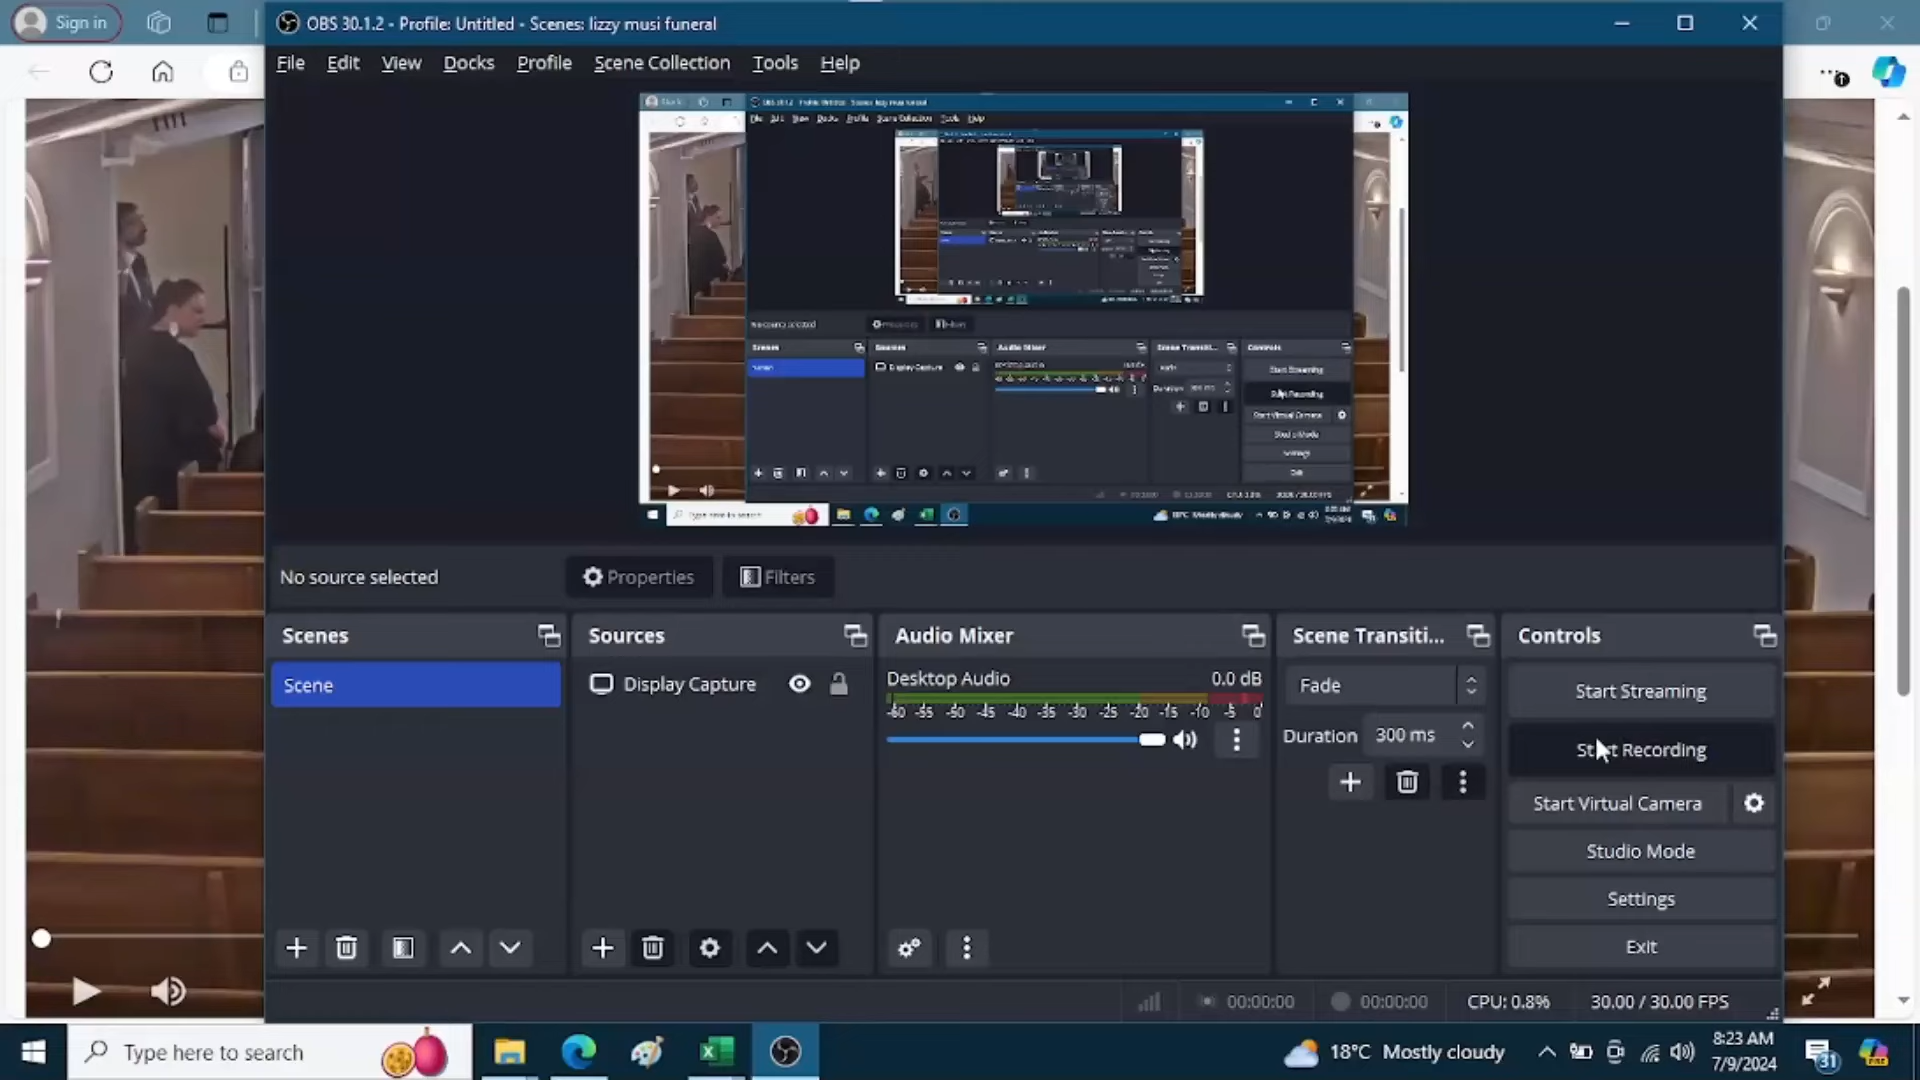 Sign in
OBS 30.1.2 - Profile: Untitled - Scenes: lizzy musi funeral
File Edit View Docks Profile Scene Collection Tools Help
No source selected Properties Filters
Scenes Sources Audio Mixer Scene Transiti... Controls
Scene
Display Capture
Desktop Audio 0.0 dB
-60 -55 -50 -45 -40 -35 -30 -25 -20 -15 -10 -5 0
Fade
Duration 300 ms
Start Streaming
Start Recording
Start Virtual Camera
Studio Mode
Settings
Exit
00:00:00 00:00:00 CPU: 0.8% 30.00 / 30.00 FPS
Type here to search
18°C Mostly cloudy
8:23 AM
7/9/2024
31